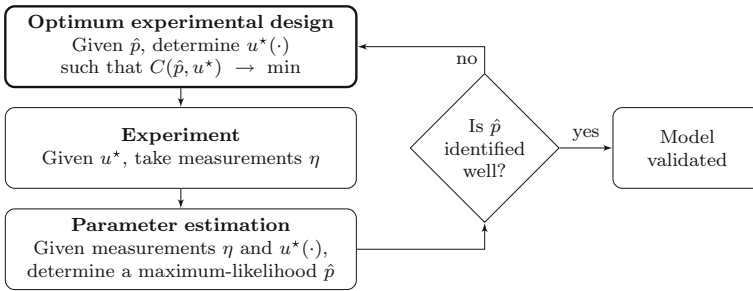 Optimum experimental design
Given p̂, determine u⋆(·)
such that C(p̂, u⋆) → min
Experiment
Given u⋆, take measurements η
Parameter estimation
Given measurements η and u⋆(·),
determine a maximum-likelihood p̂
no
Is p̂
identified
well?
yes
Model
validated